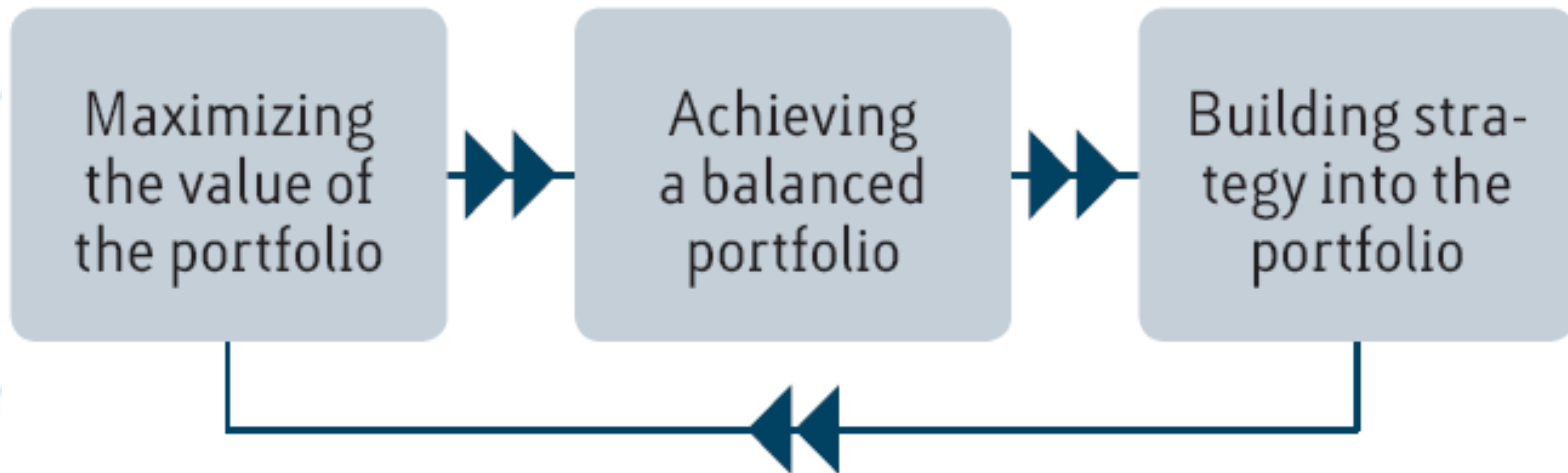 Maximizing
the value of
the portfolio
Achieving
a balanced
portfolio
Building stra-
tegy into the
portfolio